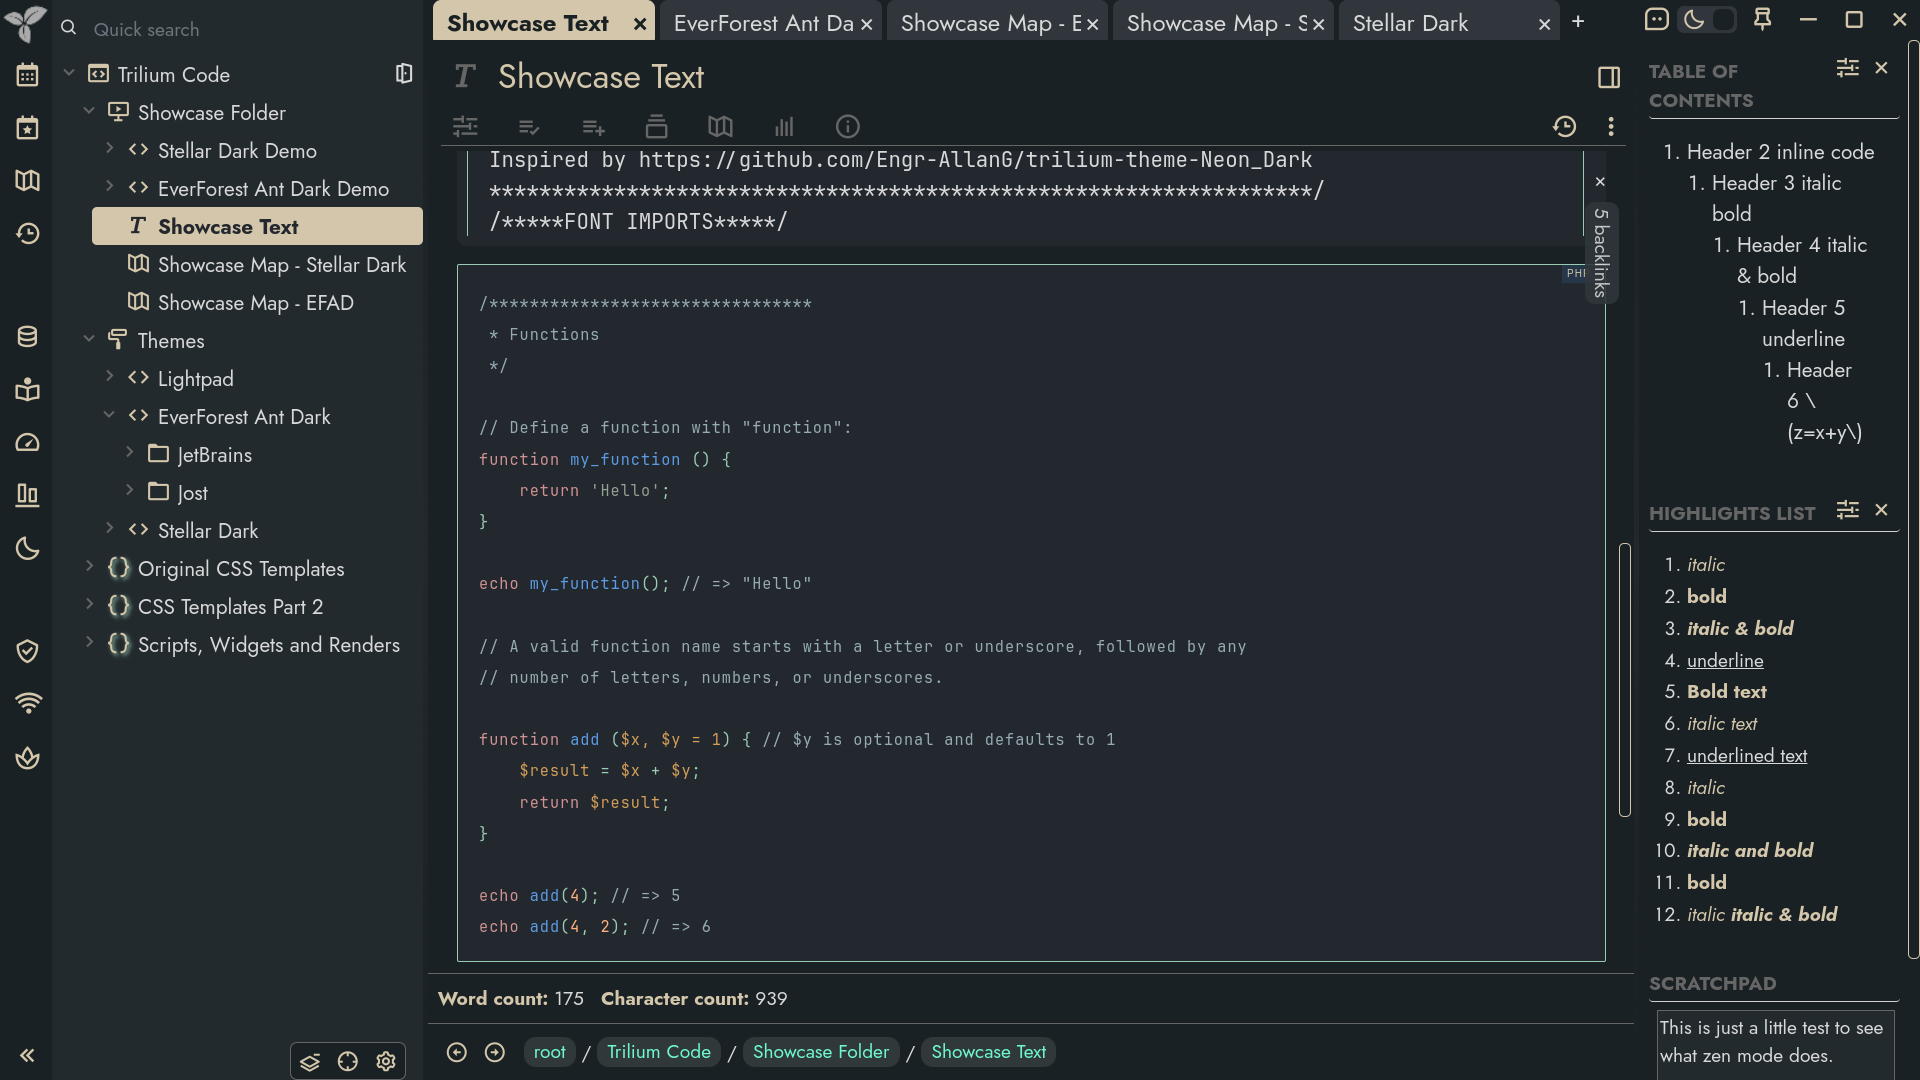 Quick search
Trilium Code
Showcase Folder
Stellar Dark Demo
EverForest Ant Dark Demo
T Showcase Text
Showcase Map - Stellar Dark
Showcase Map - EFAD
Themes
Lightpad
EverForest Ant Dark
JetBrains
Jost
Stellar Dark
Original CSS Templates
CSS Templates Part 2
Scripts, Widgets and Renders
Showcase Text
EverForest Ant Da
Showcase Map - E
Showcase Map - S
Stellar Dark
T Showcase Text
Inspired by https://github.com/Engr-AllanG/trilium-theme-Neon_Dark
******************************************************************/
/*****FONT IMPORTS*****/
5 backlinks
PHP
/********************************
* Functions
*/
// Define a function with "function":
function my_function () {
return 'Hello';
}
echo my_function(); // => "Hello"
// A valid function name starts with a letter or underscore, followed by any
// number of letters, numbers, or underscores.
function add ($x, $y = 1) { // $y is optional and defaults to 1
$result = $x + $y;
return $result;
}
echo add(4); // => 5
echo add(4, 2); // => 6
Word count: 175 Character count: 939
root / Trilium Code / Showcase Folder / Showcase Text
TABLE OF
CONTENTS
1. Header 2 inline code
1. Header 3 italic
bold
1. Header 4 italic
& bold
1. Header 5
underline
1. Header
6 \
(z=x+y\)
HIGHLIGHTS LIST
1. italic
2. bold
3. italic & bold
4. underline
5. Bold text
6. italic text
7. underlined text
8. italic
9. bold
10. italic and bold
11. bold
12. italic italic & bold
SCRATCHPAD
This is just a little test to see
what zen mode does.